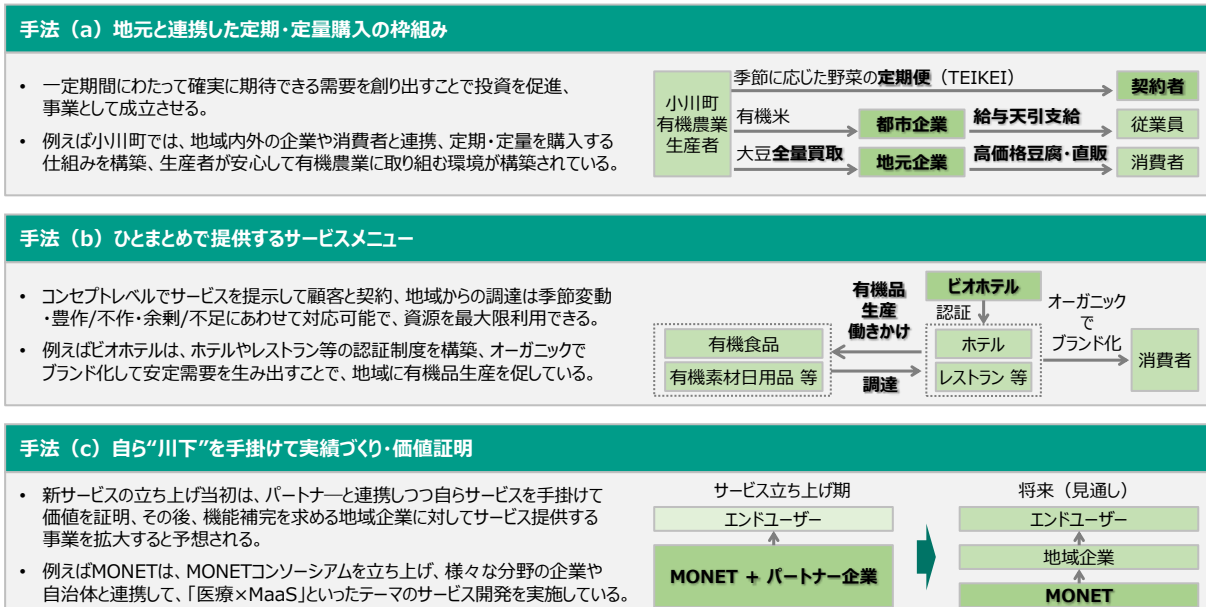 手法（a）地元と連携した定期・定量購入の枠組み
• 一定期間にわたって確実に期待できる需要を創り出すことで投資を促進、
事業として成立させる。
• 例えば小川町では、地域内外の企業や消費者と連携、定期・定量を購入する
仕組みを構築、生産者が安心して有機農業に取り組む環境が構築されている。
小川町
有機農業
生産者
季節に応じた野菜の定期便（TEIKEI）
契約者
有機米
都市企業
給与天引支給
従業員
大豆全量買取
地元企業
高価格豆腐・直販
消費者
手法（b）ひとまとめで提供するサービスメニュー
• コンセプトレベルでサービスを提示して顧客と契約、地域からの調達は季節変動
・豊作/不作・余剰/不足にあわせて対応可能で、資源を最大限利用できる。
• 例えばビオホテルは、ホテルやレストラン等の認証制度を構築、オーガニックで
ブランド化して安定需要を生み出すことで、地域に有機品生産を促している。
有機食品
有機素材日用品 等
有機品
生産
働きかけ
調達
ビオホテル
認証
ホテル
レストラン 等
オーガニック
で
ブランド化
消費者
手法（c）自ら“川下”を手掛けて実績づくり・価値証明
• 新サービスの立ち上げ当初は、パートナ―と連携しつつ自らサービスを手掛けて
価値を証明、その後、機能補完を求める地域企業に対してサービス提供する
事業を拡大すると予想される。
• 例えばMONETは、MONETコンソーシアムを立ち上げ、様々な分野の企業や
自治体と連携して、「医療×MaaS」といったテーマのサービス開発を実施している。
サービス立ち上げ期
エンドユーザー
MONET + パートナー企業
将来（見通し）
エンドユーザー
地域企業
MONET